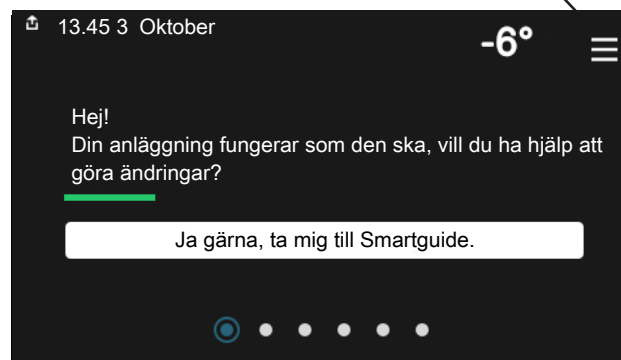 13.45 3 Oktober
-6°
Hej!
Din anläggning fungerar som den ska, vill du ha hjälp att
göra ändringar?
Ja gärna, ta mig till Smartguide.